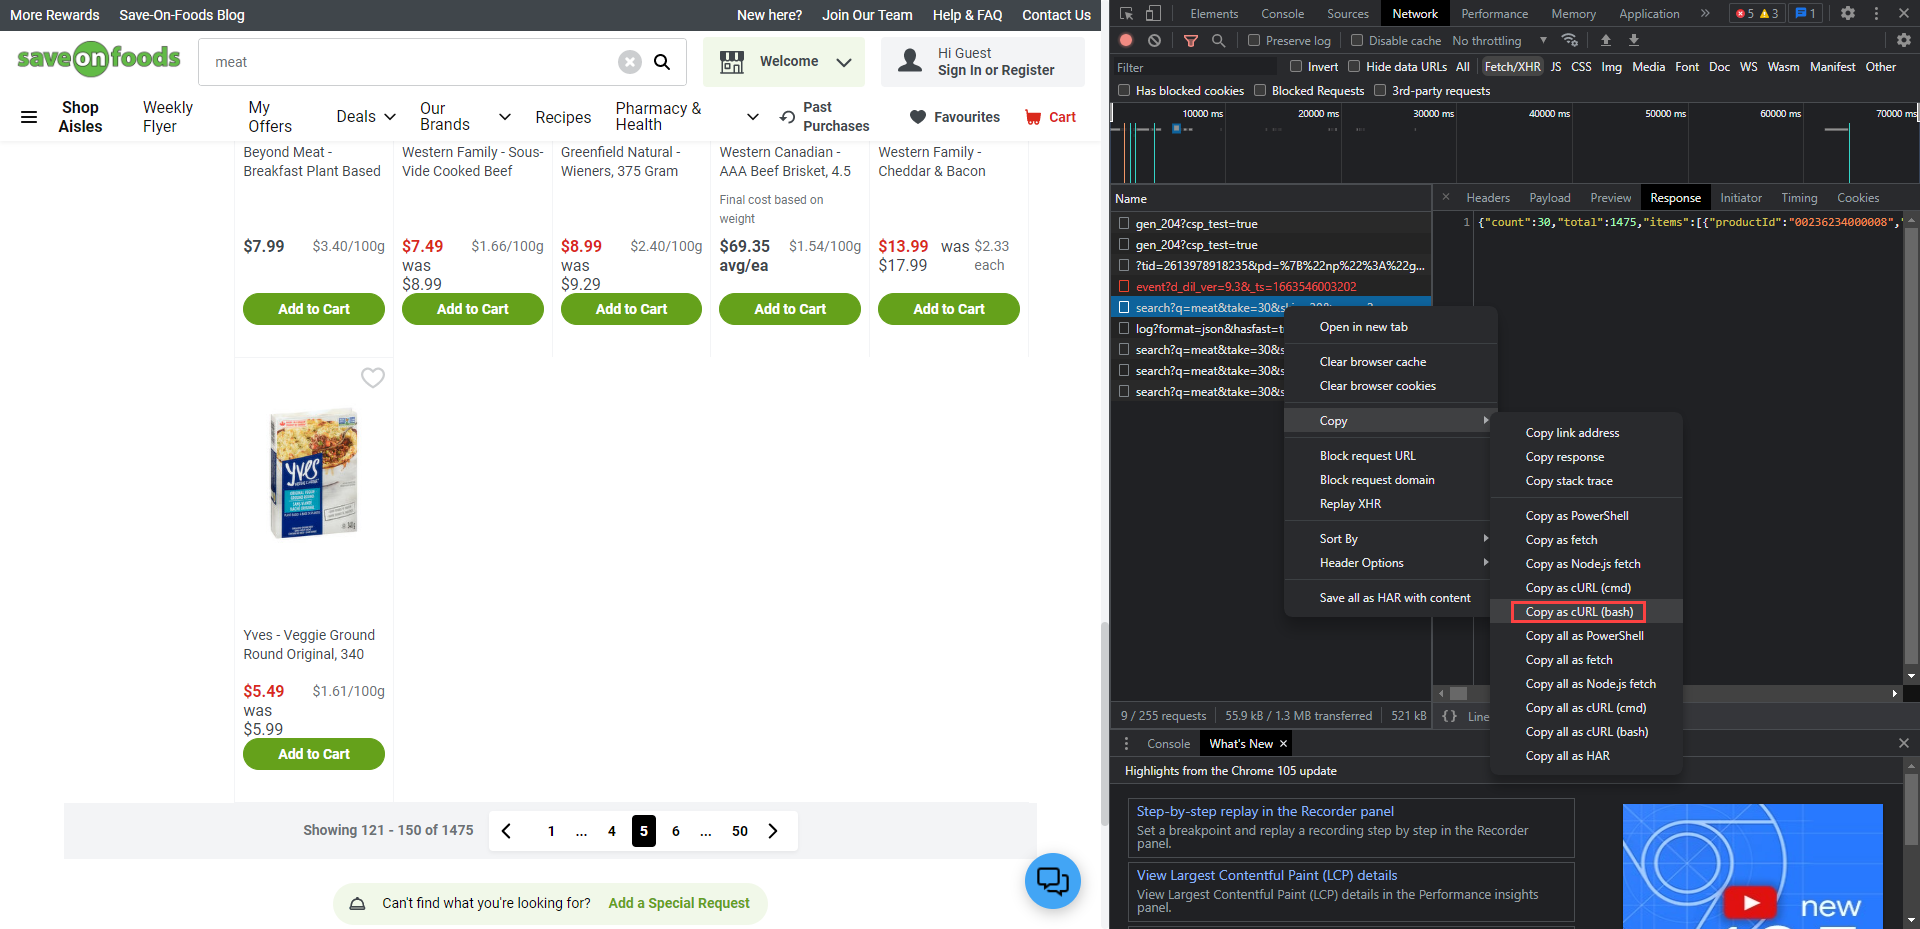 More Rewards Save-On-Foods Blog New here? Join Our Team Help & FAQ Contact Us
save on foods
meat
Welcome
Hi Guest
Sign In or Register
Shop
Aisles
Weekly
Flyer
My
Offers
Deals
Our
Brands
Recipes
Pharmacy &
Health
Past
Purchases
Favourites
Cart
Beyond Meat -
Breakfast Plant Based
$7.99 $3.40/100g
Add to Cart
Western Family - Sous-
Vide Cooked Beef
$7.49 $1.66/100g
was
$8.99
Add to Cart
Greenfield Natural -
Wieners, 375 Gram
$8.99 $2.40/100g
was
$9.29
Add to Cart
Western Canadian -
AAA Beef Brisket, 4.5
Final cost based on
weight
$69.35 $1.54/100g
avg/ea
Add to Cart
Western Family -
Cheddar & Bacon
$13.99 was $2.33
$17.99 each
Add to Cart
Yves
Yves - Veggie Ground
Round Original, 340
$5.49 $1.61/100g
was
$5.99
Add to Cart
Showing 121 - 150 of 1475
1 ... 4 5 6 ... 50
Can't find what you're looking for? Add a Special Request
Elements Console Sources Network Performance Memory Application » 5 3 1
Preserve log Disable cache No throttling
Filter Invert Hide data URLs All Fetch/XHR JS CSS Img Media Font Doc WS Wasm Manifest Other
Has blocked cookies Blocked Requests 3rd-party requests
10000 ms 20000 ms 30000 ms 40000 ms 50000 ms 60000 ms 70000 ms
Name
× Headers Payload Preview Response Initiator Timing Cookies
gen_204?csp_test=true
gen_204?csp_test=true
?tid=2613978918235&pd=%7B%22np%22%3A%22g...
event?d_dil_ver=9.3&_ts=1663546003202
search?q=meat&take=30&
log?format=json&hasfast=t
search?q=meat&take=30&s
search?q=meat&take=30&s
search?q=meat&take=30&s
1 {"count":30,"total":1475,"items":[{"productId":"00236234000008",
Open in new tab
Clear browser cache
Clear browser cookies
Copy
Block request URL
Block request domain
Replay XHR
Sort By
Header Options
Save all as HAR with content
Copy link address
Copy response
Copy stack trace
Copy as PowerShell
Copy as fetch
Copy as Node.js fetch
Copy as cURL (cmd)
Copy as cURL (bash)
Copy all as PowerShell
Copy all as fetch
Copy all as Node.js fetch
Copy all as cURL (cmd)
Copy all as cURL (bash)
Copy all as HAR
9 / 255 requests 55.9 kB / 1.3 MB transferred 521 kB
{} Line
Console What's New ×
Highlights from the Chrome 105 update
Step-by-step replay in the Recorder panel
Set a breakpoint and replay a recording step by step in the Recorder
panel.
View Largest Contentful Paint (LCP) details
View Largest Contentful Paint (LCP) details in the Performance insights
panel.
new